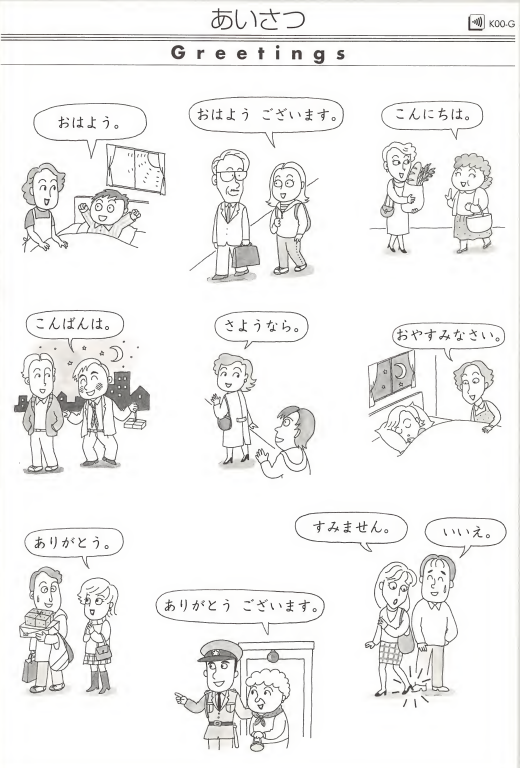 あいさつ
K00-G
Greetings
おはよう。
おはよう ございます。
こんにちは。
こんばんは。
さようなら。
おやすみなさい。
ありがとう。
ありがとう ございます。
すみません。
いいえ。